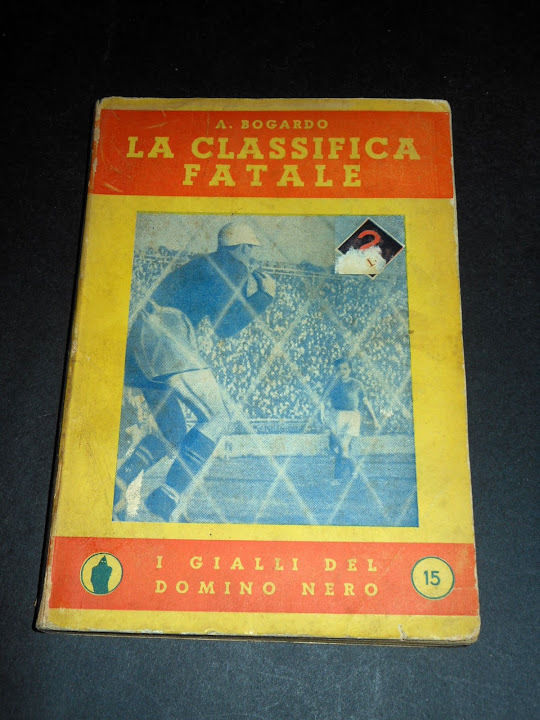 A. BOGARDO
LA CLASSIFICA
FATALE
?
I GIALLI DEL
DOMINO NERO
15